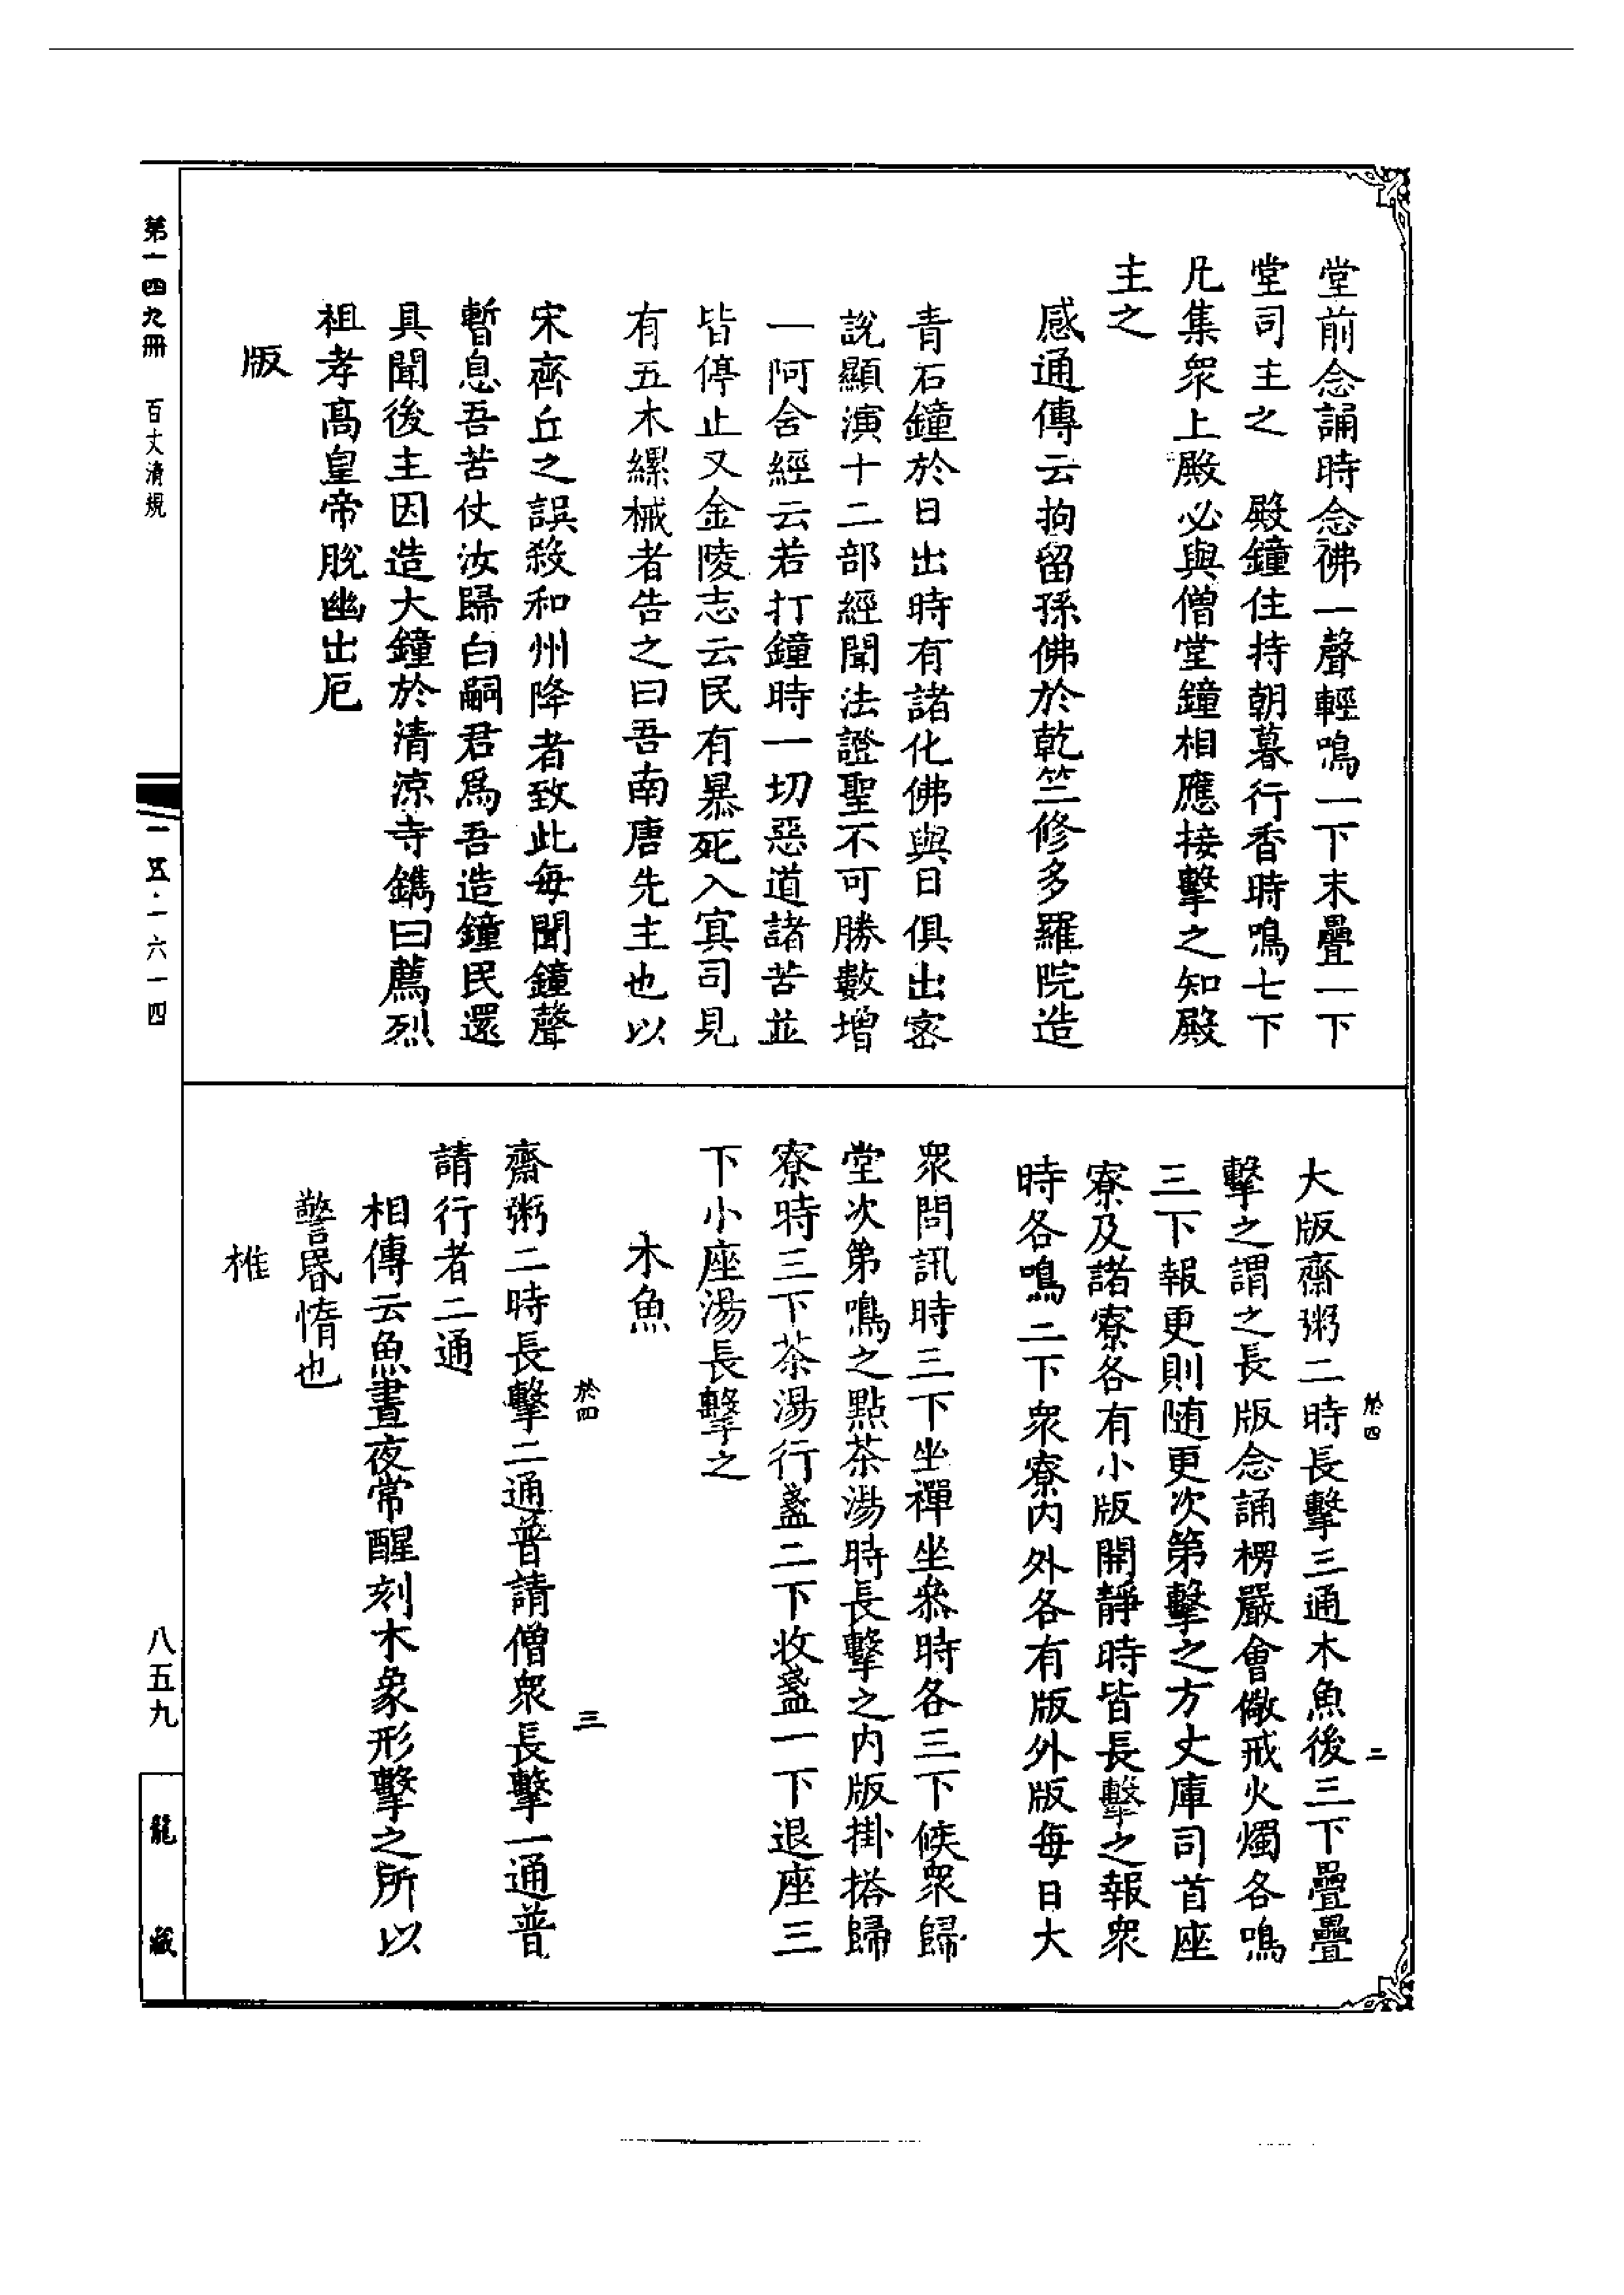 堂前念誦時念佛一聲輕鳴一下末疊一下
堂司主之　殿鐘住持朝暮行香時鳴七下
凡集衆上殿必與僧堂鐘相應接擊之知殿
主之
感通傳云拘留孫佛於乾竺修多羅院造
青石鐘於日出時有諸化佛與日俱出密
說顯演十二部經聞法證聖不可勝數增
一阿含經云若打鐘時一切惡道諸苦並
皆停止又金陵志云民有暴死入冥司見
有五木縲械者告之曰吾南唐先主也以
宋齊丘之誤殺和州降者致此每聞鐘聲
暫息吾苦仗汝歸白嗣君爲吾造鐘民還
具聞後主因造大鐘於清涼寺鐫曰薦烈
祖孝高皇帝脫幽出厄
版
大版齋粥二時長擊三通木魚後三下疊疊
擊之謂之長版念誦楞嚴會儆戒火燭各鳴
三下報更則随更次第擊之方丈庫司首座
寮及諸寮各有小版開靜時皆長擊之報衆
時各鳴二下衆寮內外各有版外版每日大
衆問訊時三下坐禪坐參時各三下候衆歸
堂次第鳴之點茶湯時長擊之內版掛搭歸
寮時三下茶湯行盞二下收盞一下退座三
下小座湯長擊之
木魚
齋粥二時長擊二通普請僧衆長擊一通普
請行者二通
相傳云魚晝夜常醒刻木象形擊之所以
警昏惰也
椎
於四
二
於四
三
第一四九冊　百丈清規
一五·一六一四
八五九
龍藏